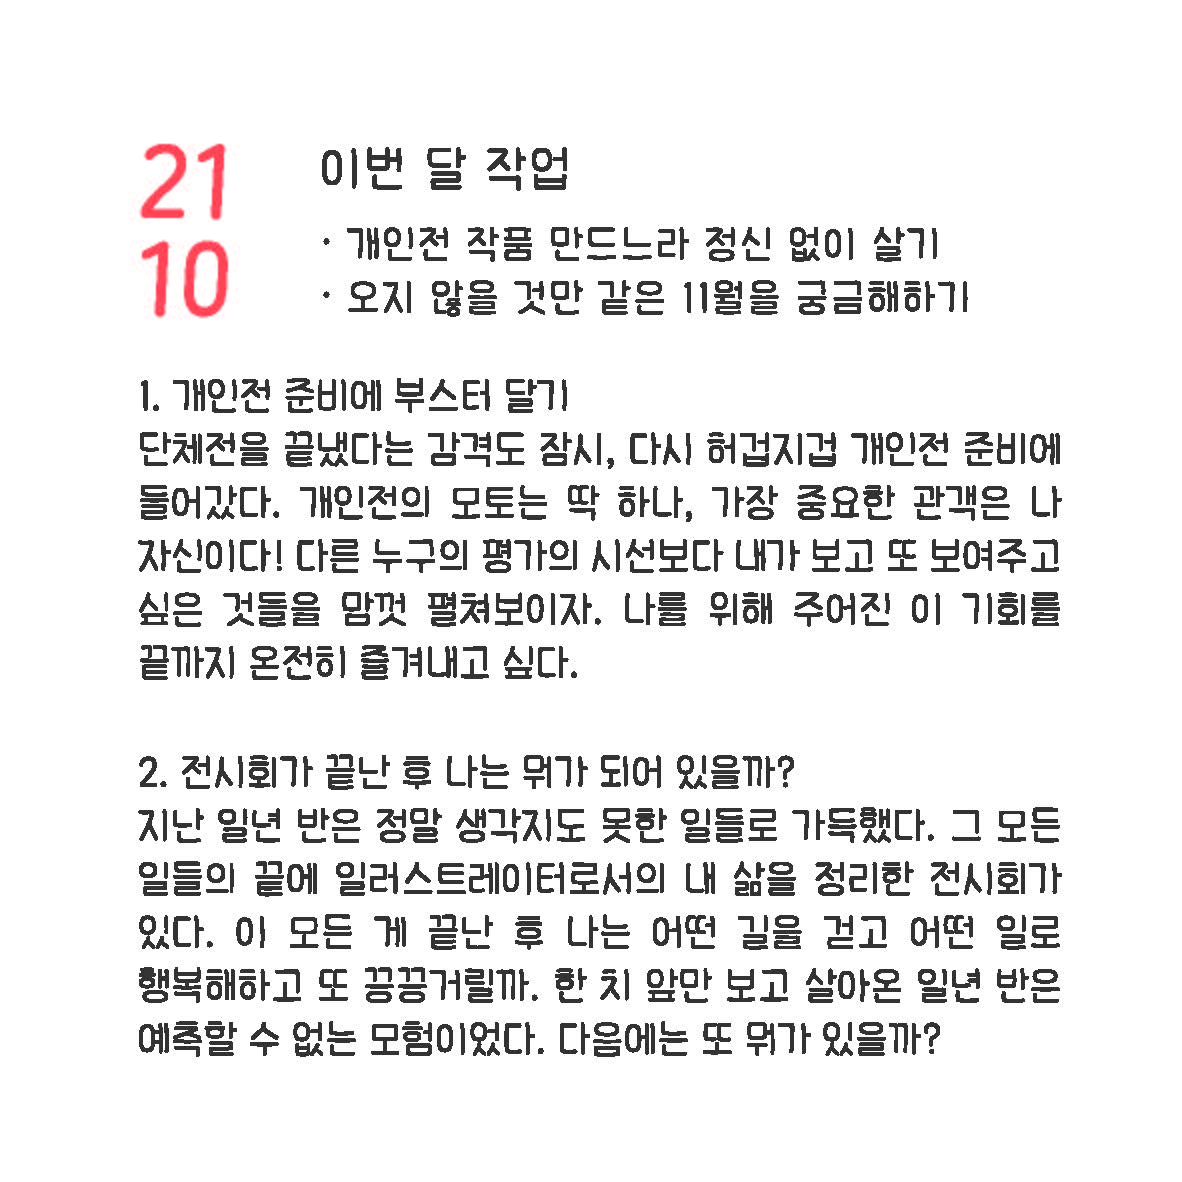 21
10
이번 달 작업
· 개인전 작품 만드느라 정신 없이 살기
· 오지 않을 것만 같은 11월을 궁금해하기
1. 개인전 준비에 부스터 달기
단체전을 끝냈다는 감격도 잠시, 다시 허겁지겁 개인전 준비에
돌어갔다. 개인전의 모토는 딱 하나, 가장 중요한 관객은 나
자신이다! 다른 누구의 평가의 시선보다 내가 보고 또 보여주고
싶은 것들을 맘껏 펼쳐보이자. 나를 위해 주어진 이 기회를
끝까지 온전히 즐겨내고 싶다.
2. 전시회가 끝난 후 나는 뭐가 되어 있을까?
지난 일년 반은 정말 생각지도 못한 일들로 가득했다. 그 모든
일들의 끝에 일러스트레이터로서의 내 삶을 정리한 전시회가
있다. 이 모든 게 끝난 후 나는 어떤 길을 걷고 어떤 일로
행복해하고 또 끙끙거릴까. 한 치 앞만 보고 살아온 일년 반은
예측할 수 없는 모험이었다. 다음에는 또 뭐가 있을까?